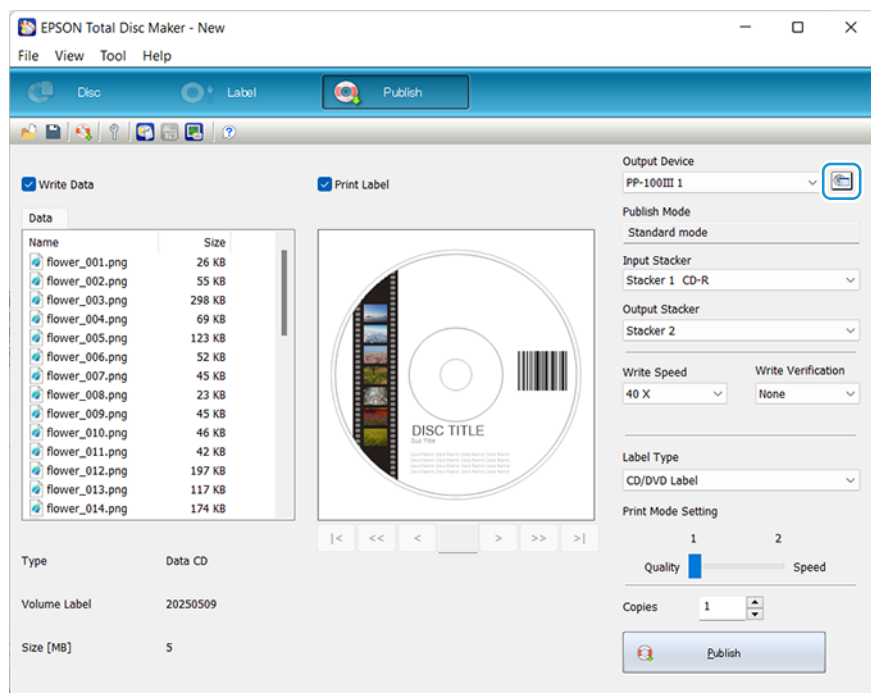 EPSON Total Disc Maker - New
File View Tool Help
Disc Label Publish
Write Data
Data
Name Size
flower_001.png 26 KB
flower_002.png 55 KB
flower_003.png 298 KB
flower_004.png 69 KB
flower_005.png 123 KB
flower_006.png 52 KB
flower_007.png 45 KB
flower_008.png 23 KB
flower_009.png 45 KB
flower_010.png 46 KB
flower_011.png 42 KB
flower_012.png 197 KB
flower_013.png 117 KB
flower_014.png 174 KB
Type Data CD
Volume Label 20250509
Size [MB] 5
Print Label
DISC TITLE
Sub Title
|< << < > >> >|
Output Device
PP-100III 1
Publish Mode
Standard mode
Input Stacker
Stacker 1 CD-R
Output Stacker
Stacker 2
Write Speed Write Verification
40 X None
Label Type
CD/DVD Label
Print Mode Setting
1 2
Quality Speed
Copies 1
Publish